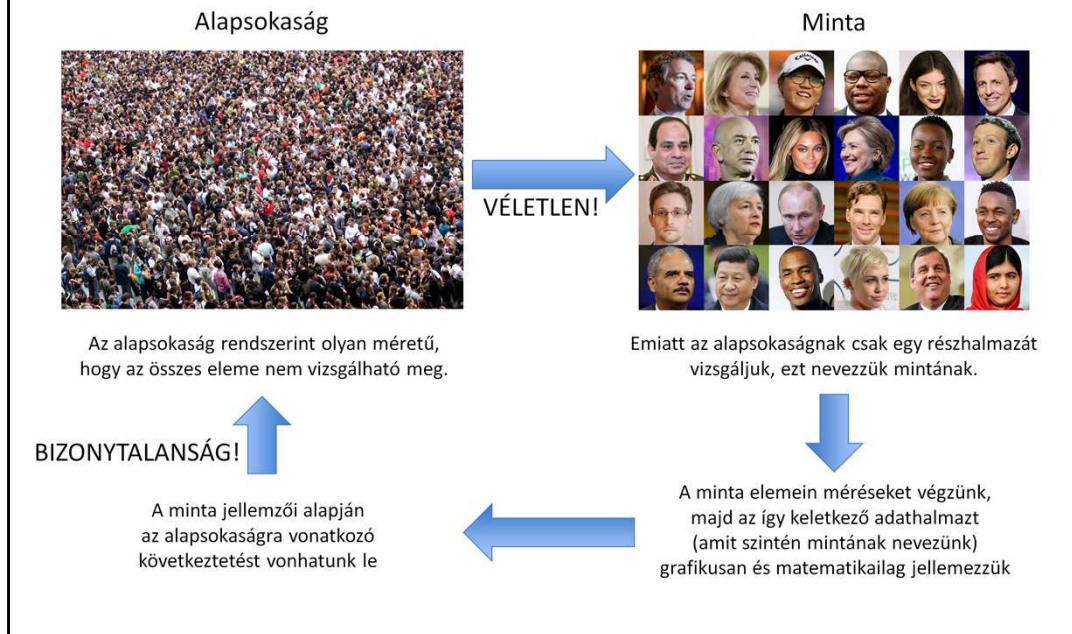 Alapsokaság
Minta
VÉLETLEN!
Az alapsokaság rendszerint olyan méretű,
hogy az összes eleme nem vizsgálható meg.
Emiatt az alapsokaságnak csak egy részhalmazát
vizsgáljuk, ezt nevezzük mintának.
BIZONYTALANSÁG!
A minta elemein méréseket végzünk,
majd az így keletkező adathalmazt
(amit szintén mintának nevezünk)
grafikusan és matematikailag jellemezzük
A minta jellemzői alapján
az alapsokaságra vonatkozó
következtetést vonhatunk le